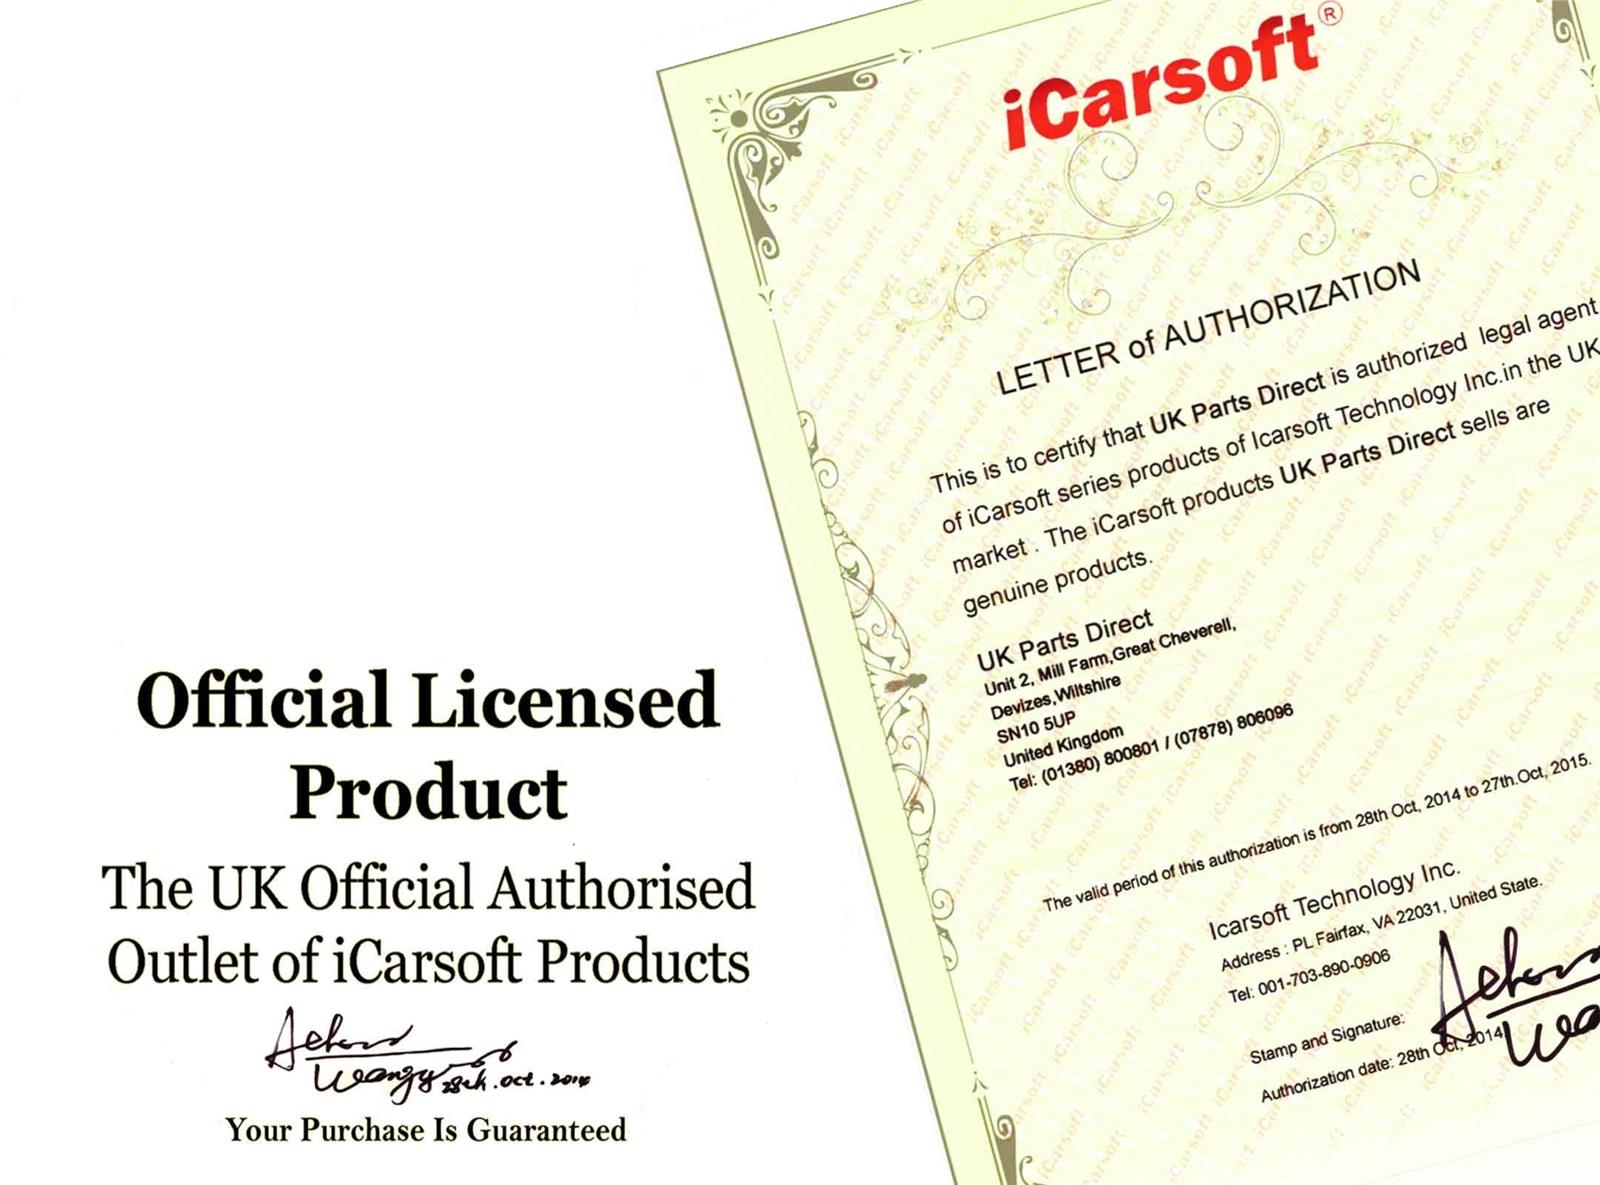 Official Licensed
Product
The UK Official Authorised
Outlet of iCarsoft Products
28th.Oct.2014
Your Purchase Is Guaranteed
iCarsoft®
LETTER of AUTHORIZATION
This is to certify that UK Parts Direct is authorized legal agent
of iCarsoft series products of Icarsoft Technology Inc.in the UK
market . The iCarsoft products UK Parts Direct sells are
genuine products.
UK Parts Direct
Unit 2, Mill Farm,Great Cheverell,
Devizes,Wiltshire
SN10 5UP
United Kingdom
Tel: (01380) 800801 / (07878) 806096
The valid period of this authorization is from 28th Oct, 2014 to 27th.Oct, 2015.
Icarsoft Technology Inc.
Address : PL Fairfax, VA 22031, United State.
Tel: 001-703-890-0906
Stamp and Signature:
Authorization date: 28th Oct, 2014